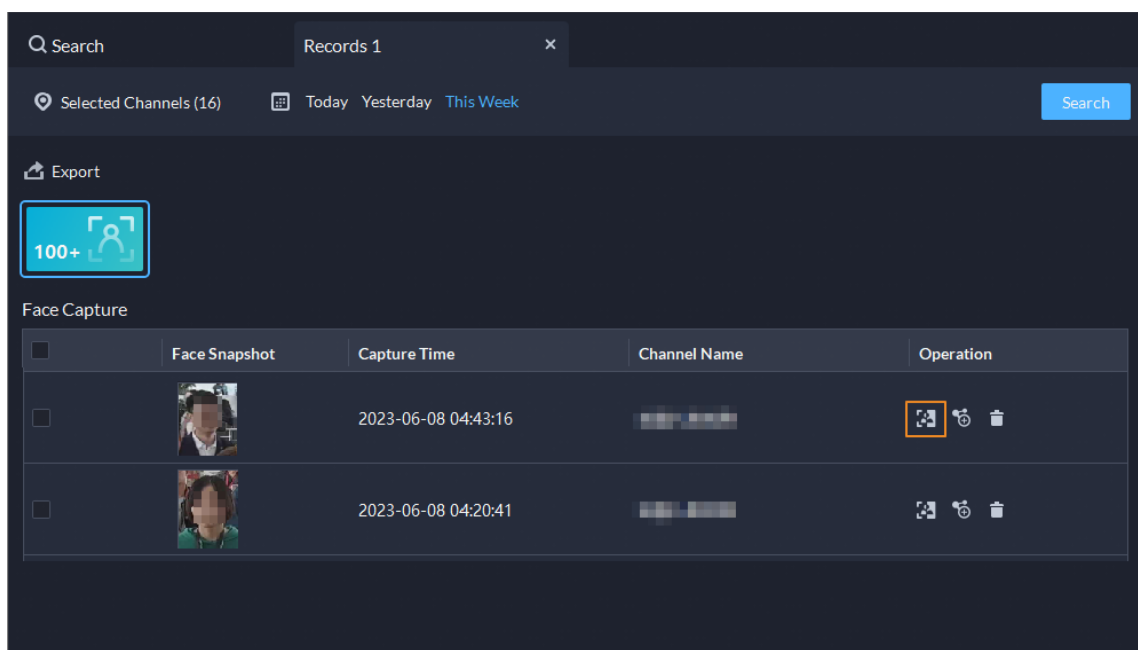 Search Records 1
Selected Channels (16) Today Yesterday This Week Search
Export
100+
Face Capture
Face Snapshot Capture Time Channel Name Operation
2023-06-08 04:43:16
2023-06-08 04:20:41